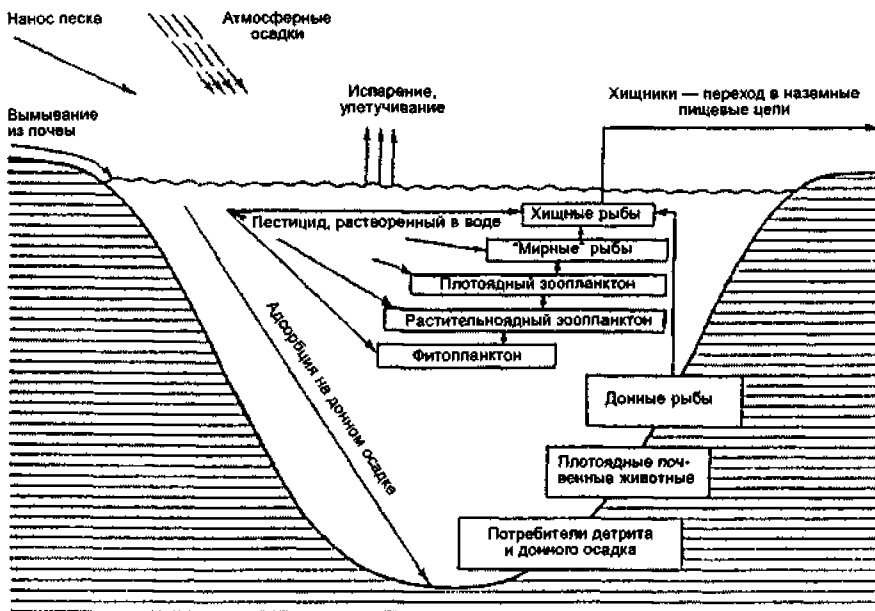 Нанос песка
Атмосферные
осадки
Испарение,
улетучивание
Хищники — переход в наземные
пищевые цепи
Вымывание
из почвы
Пестицид, растворенный в воде
Хищные рыбы
"Мирные" рыбы
Плотоядный зоопланктон
Растительноядный зоопланктон
Фитопланктон
Адсорбция на донном осадке
Донные рыбы
Плотоядные поч-
венные животные
Потребители детрита
и донного осадка